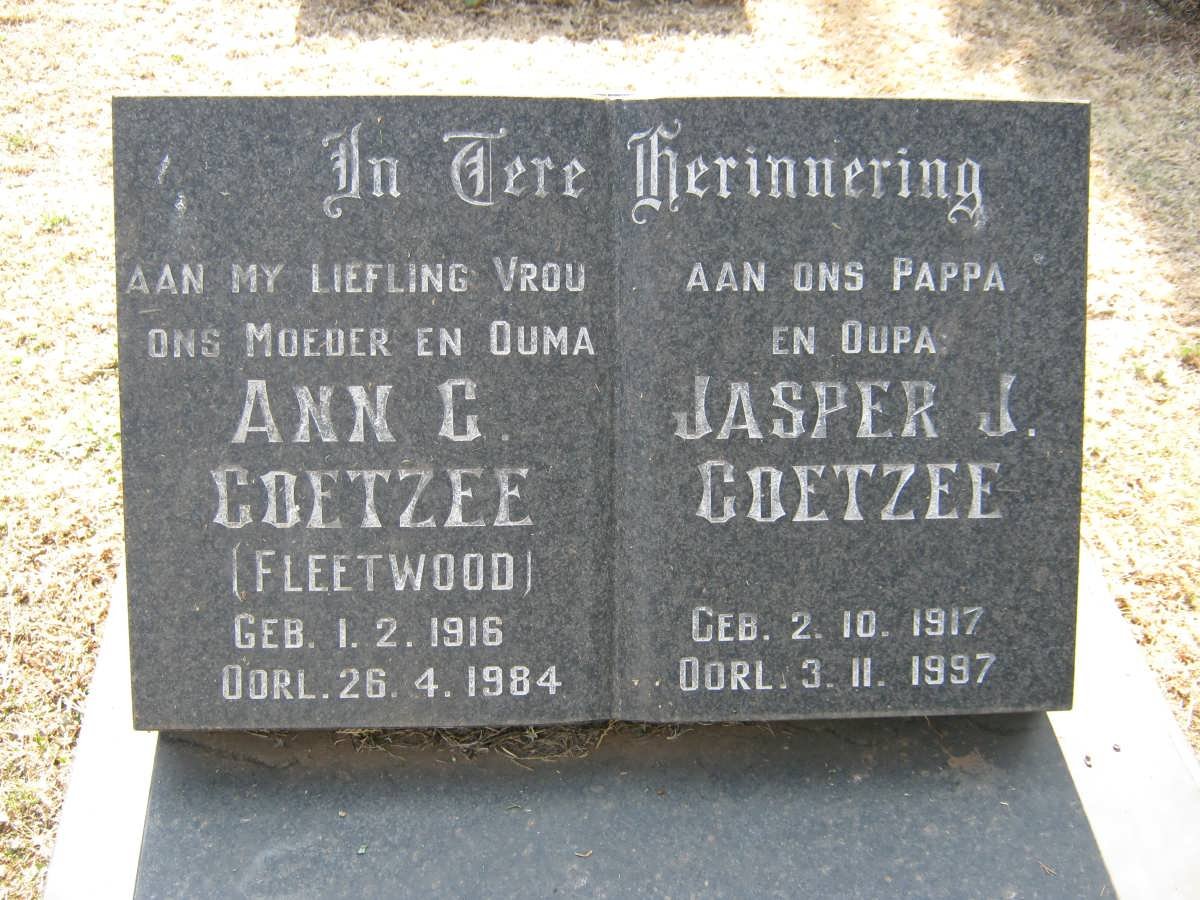 In Tere Herinnering
AAN MY LIEFLING VROU
ONS MOEDER EN OUMA
ANN C.
COETZEE
(FLEETWOOD)
GEB. 1. 2. 1916
OORL. 26. 4. 1984
AAN ONS PAPPA
EN OUPA
JASPER J.
COETZEE
GEB. 2. 10. 1917
OORL. 3. 11. 1997